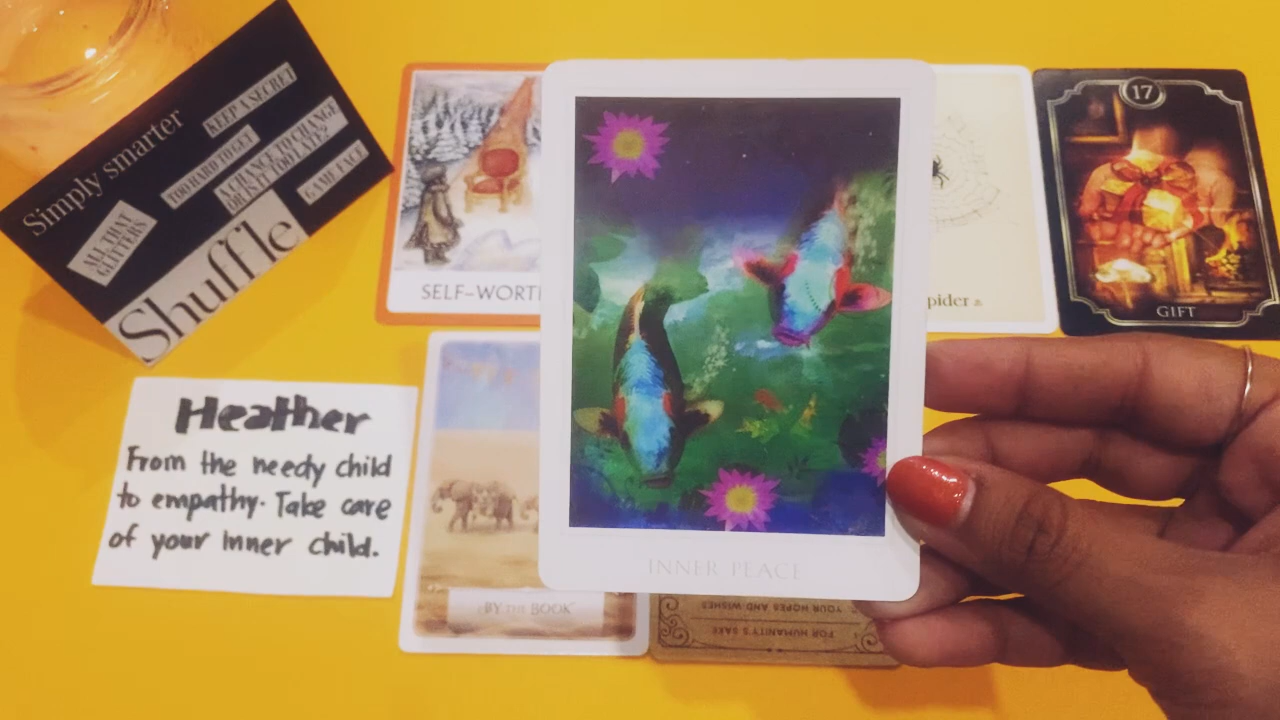 Simply smarter
KEEP A SECRET
TOO HARD TO GET
A CHANCE TO CHANGE
OR IS IT TOO LATE?
GAME FACE
ALL THAT
GLITTERS
Shuffle
SELF-WORT
pider
17
GIFT
Heather
From the needy child
to empathy. Take care
of your inner child.
INNER PEACE
BY THE BOOK
YOUR HOPES AND WISHES
FOR HUMANITY'S SAKE